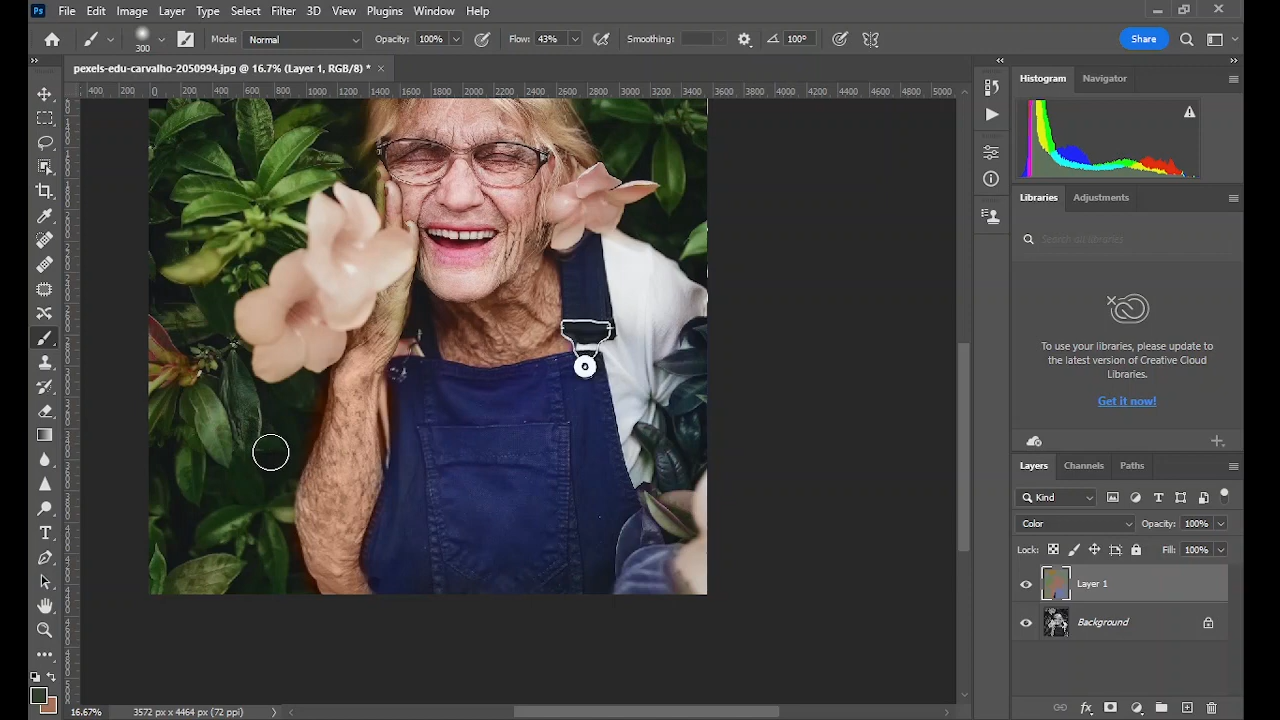 Ps File Edit Image Layer Type Select Filter 3D View Plugins Window Help
300 Mode: Normal Opacity: 100% Flow: 43% Smoothing: 100° Share
pexels-edu-carvalho-2050994.jpg @ 16.7% (Layer 1, RGB/8) * ×
400 200 0 200 400 600 800 1000 1200 1400 1600 1800 2000 2200 2400 2600 2800 3000 3200 3400 3600 3800 4000 4200 4400 4600 4800 5000
Histogram Navigator
Libraries Adjustments
Search all libraries
To use your libraries, please update to
the latest version of Creative Cloud
Libraries.
Get it now!
Layers Channels Paths
Kind
Color Opacity: 100%
Lock: Fill: 100%
Layer 1
Background
16.67% 3572 px x 4464 px (72 ppi)